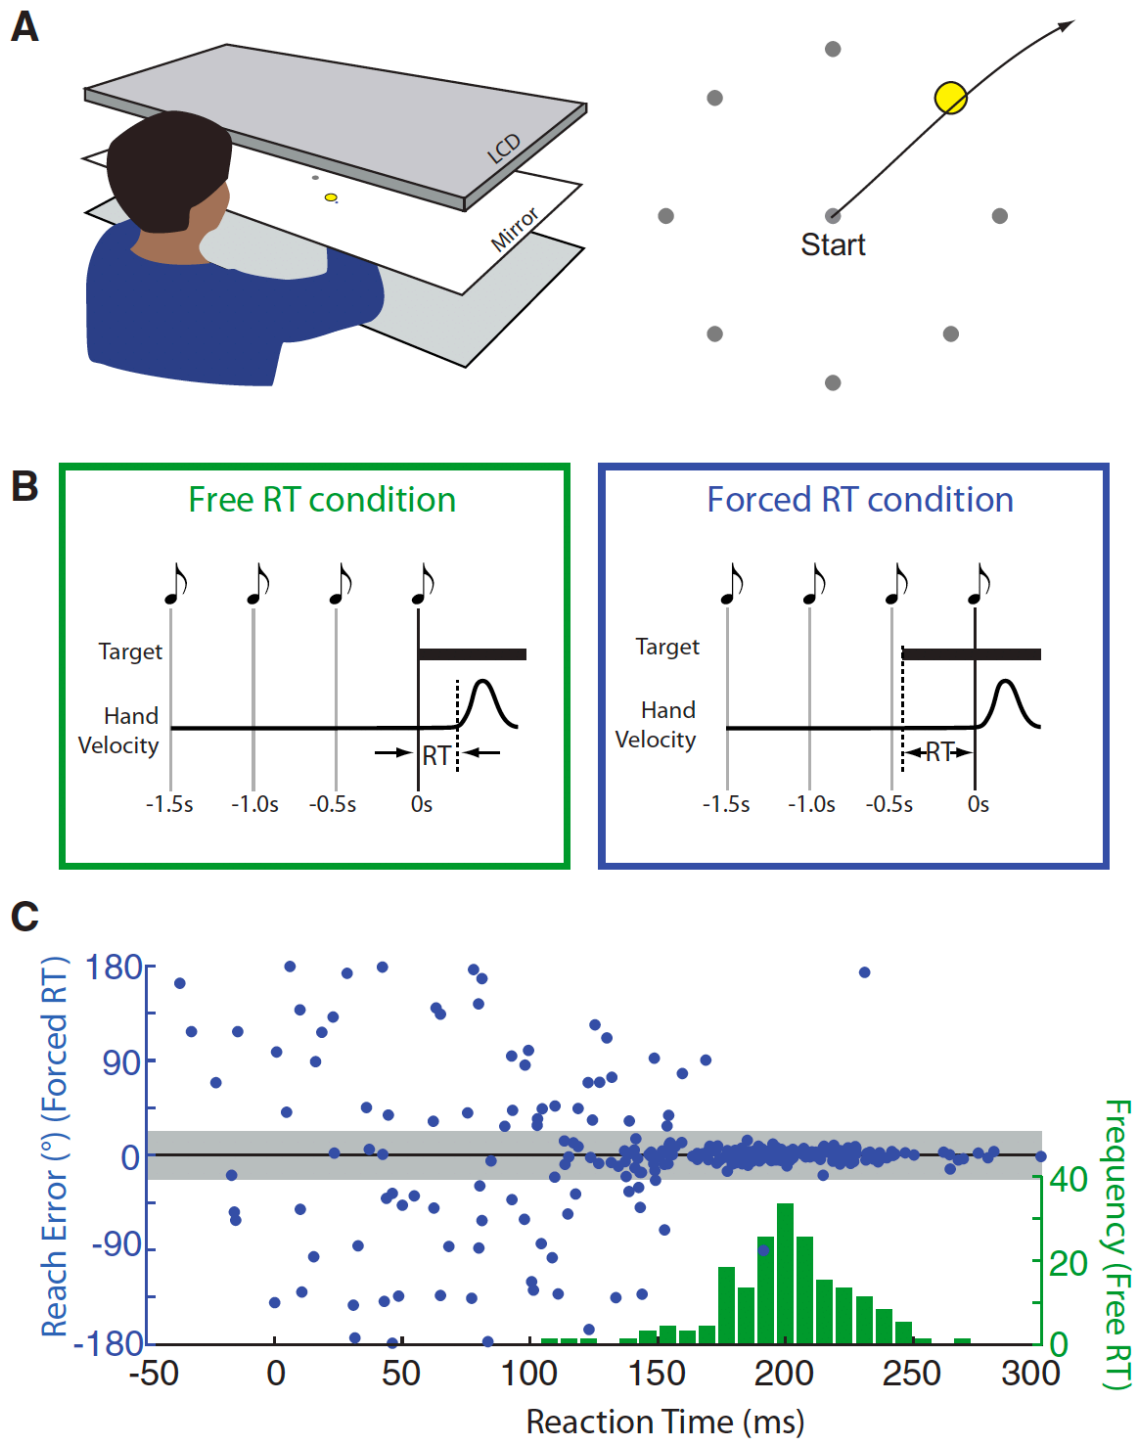 A
LCD
Mirror
Start
B
Free RT condition
Target
Hand
Velocity
RT
-1.5s -1.0s -0.5s 0s
Forced RT condition
Target
Hand
Velocity
RT
-1.5s -1.0s -0.5s 0s
C
Reach Error (°) (Forced RT)
180
90
0
-90
-180
Frequency (Free RT)
40
20
0
-50 0 50 100 150 200 250 300
Reaction Time (ms)